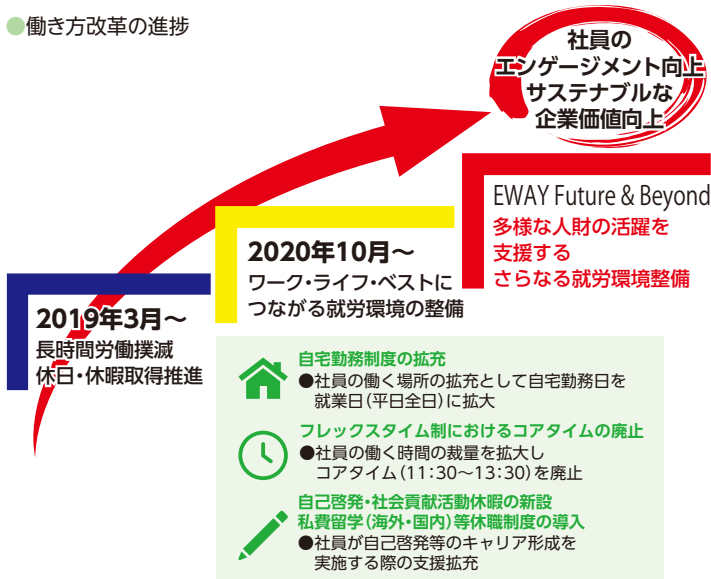 ●働き方改革の進捗
社員の
エンゲージメント向上
サステナブルな
企業価値向上
EWAY Future & Beyond
多様な人財の活躍を
支援する
さらなる就労環境整備
2020年10月～
ワーク・ライフ・ベストに
つながる就労環境の整備
2019年3月～
長時間労働撲滅
休日・休暇取得推進
自宅勤務制度の拡充
●社員の働く場所の拡充として自宅勤務日を
就業日（平日全日）に拡大
フレックスタイム制におけるコアタイムの廃止
●社員の働く時間の裁量を拡大し
コアタイム（11：30～13：30）を廃止
自己啓発・社会貢献活動休暇の新設
私費留学（海外・国内）等休職制度の導入
●社員が自己啓発等のキャリア形成を
実施する際の支援拡充